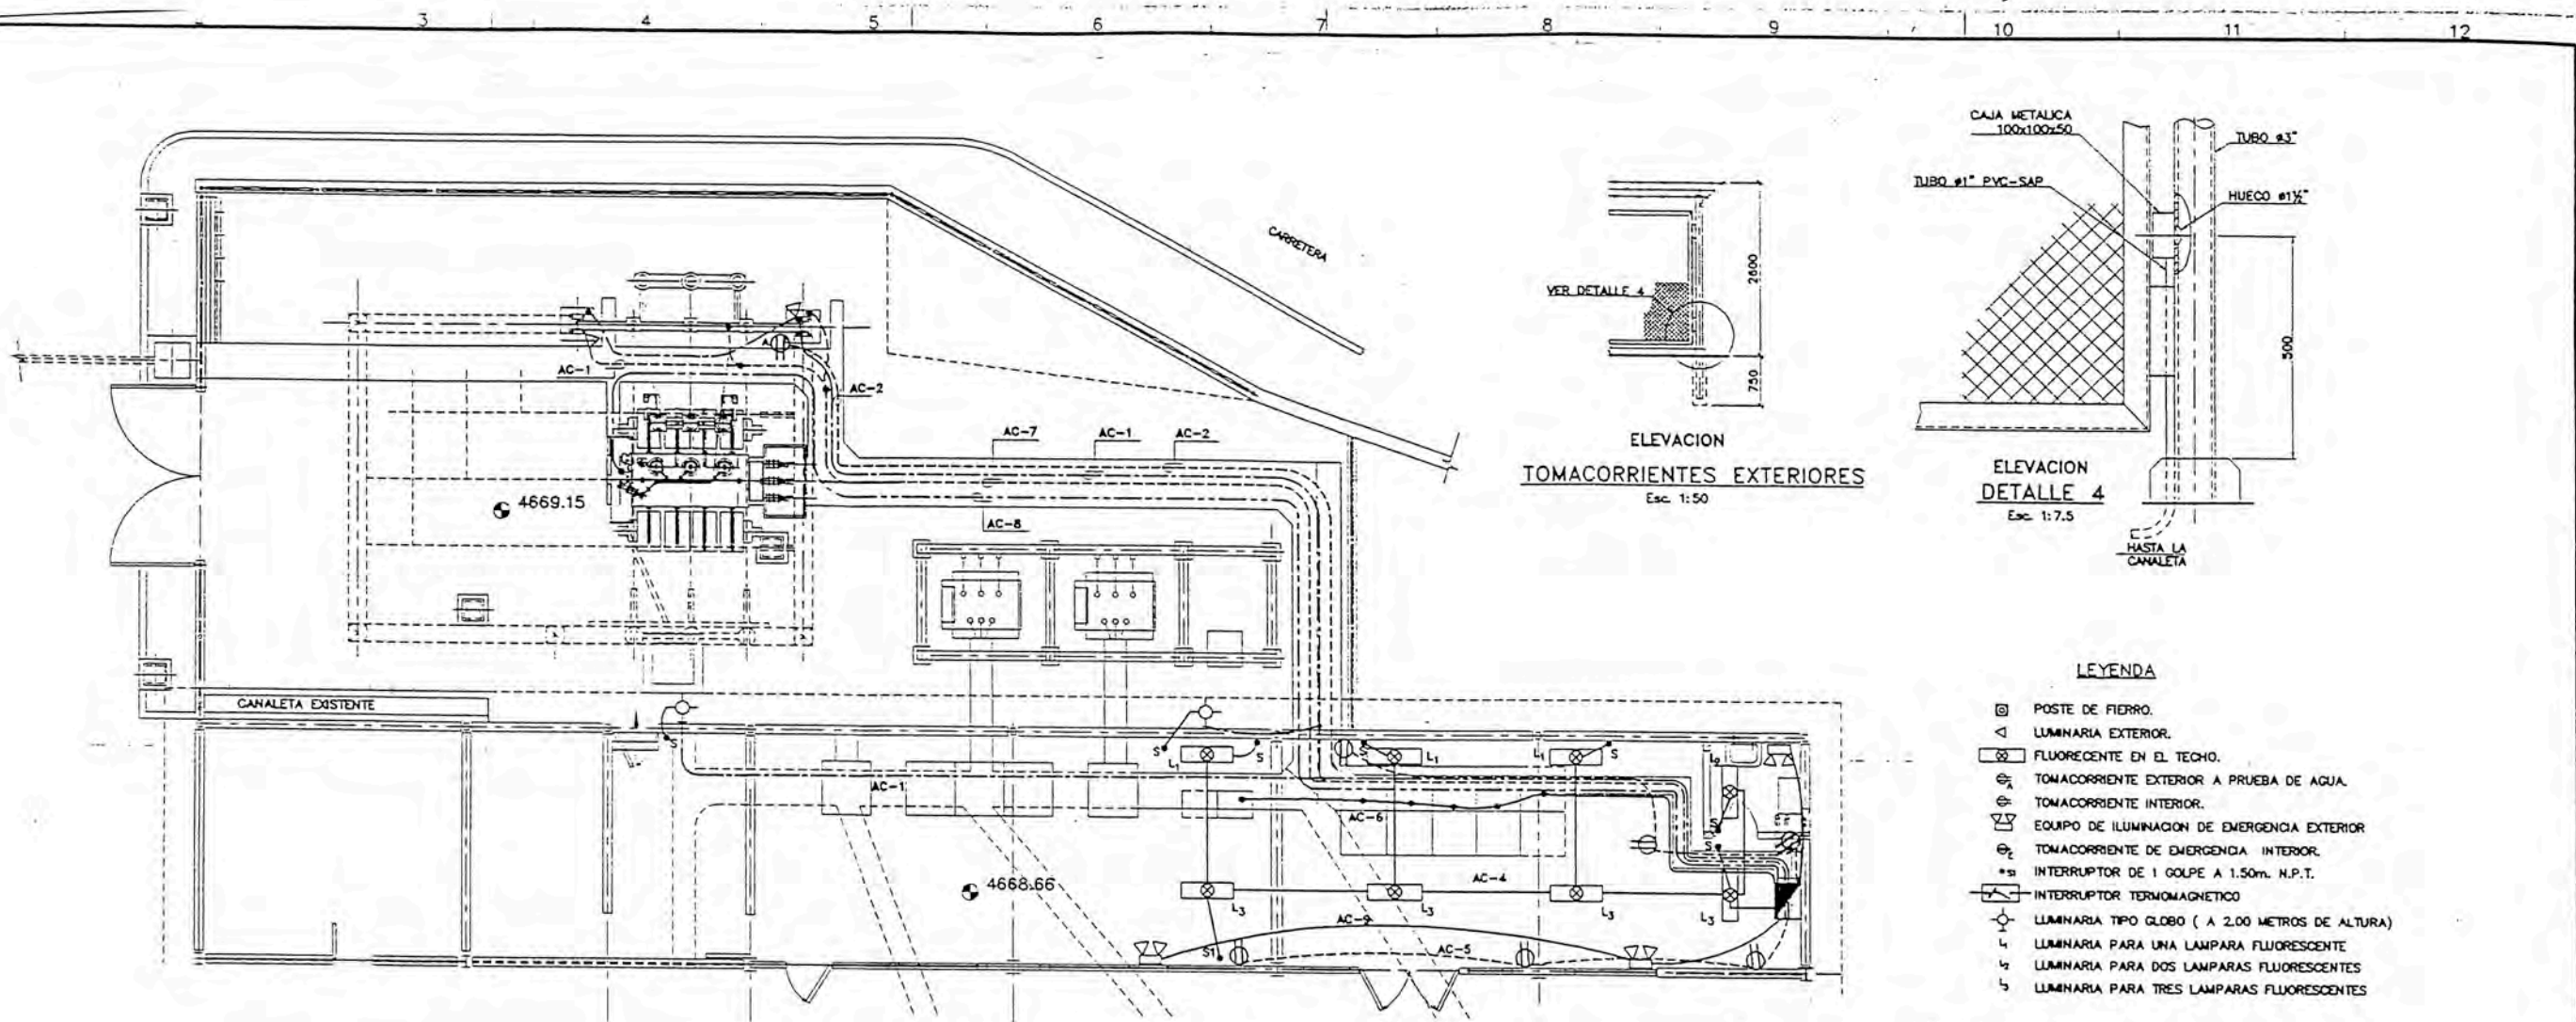 3 4 5 6 7 8 9 10 11 12
CAJA METALICA
100x100x50
TUBO ø3"
TUBO ø1" PVC-SAP
HUECO ø1½"
CARRETERA
2600
VER DETALLE 4
500
750
A
AC-1
AC-2
ELEVACION
TOMACORRIENTES EXTERIORES
Esc. 1:50
ELEVACION
DETALLE 4
Esc. 1:7.5
HASTA LA
CANALETA
AC-7 AC-1 AC-2
4669.15
AC-8
LEYENDA
POSTE DE FIERRO.
LUMINARIA EXTERIOR.
FLUORECENTE EN EL TECHO.
A TOMACORRIENTE EXTERIOR A PRUEBA DE AGUA.
TOMACORRIENTE INTERIOR.
EQUIPO DE ILUMINACION DE EMERGENCIA EXTERIOR
E TOMACORRIENTE DE EMERGENCIA INTERIOR.
S1 INTERRUPTOR DE 1 GOLPE A 1.50m. N.P.T.
INTERRUPTOR TERMOMAGNETICO
LUMINARIA TIPO GLOBO ( A 2.00 METROS DE ALTURA)
L1 LUMINARIA PARA UNA LAMPARA FLUORESCENTE
L2 LUMINARIA PARA DOS LAMPARAS FLUORESCENTES
L3 LUMINARIA PARA TRES LAMPARAS FLUORESCENTES
CANALETA EXISTENTE
S S S S S
L1 L1 L1 L2
AC-1
AC-6
S
S
4668.66
AC-4
L3 L3 L3 L3
AC-9
AC-5
S1